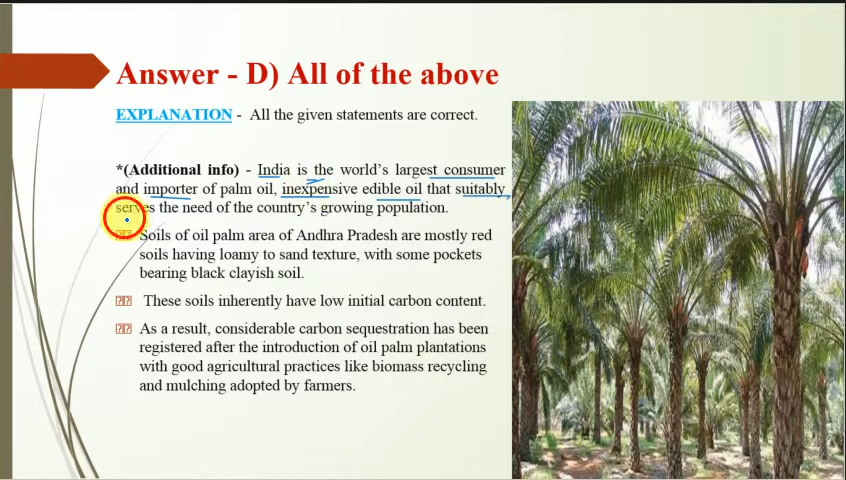 Answer - D) All of the above
EXPLANATION - All the given statements are correct.
*(Additional info) - India is the world's largest consumer
and importer of palm oil, inexpensive edible oil that suitably
serves the need of the country's growing population.
Soils of oil palm area of Andhra Pradesh are mostly red
soils having loamy to sand texture, with some pockets
bearing black clayish soil.
These soils inherently have low initial carbon content.
As a result, considerable carbon sequestration has been
registered after the introduction of oil palm plantations
with good agricultural practices like biomass recycling
and mulching adopted by farmers.